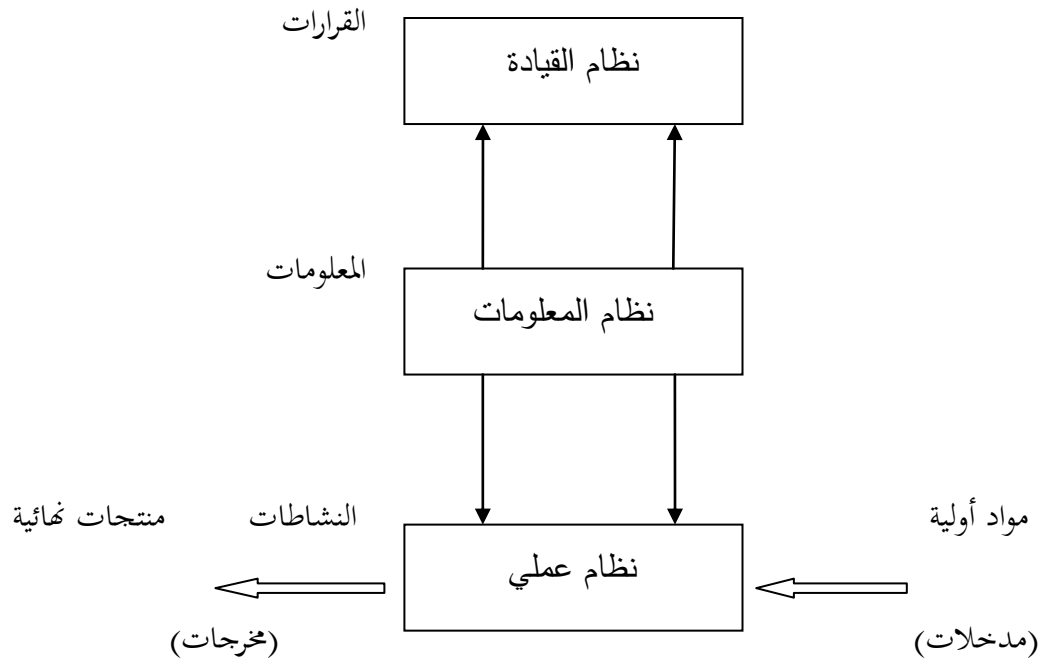 القرارات
نظام القيادة
المعلومات
نظام المعلومات
مواد أولية
النشاطات
منتجات نهائية
نظام عملي
(مدخلات)
(مخرجات)